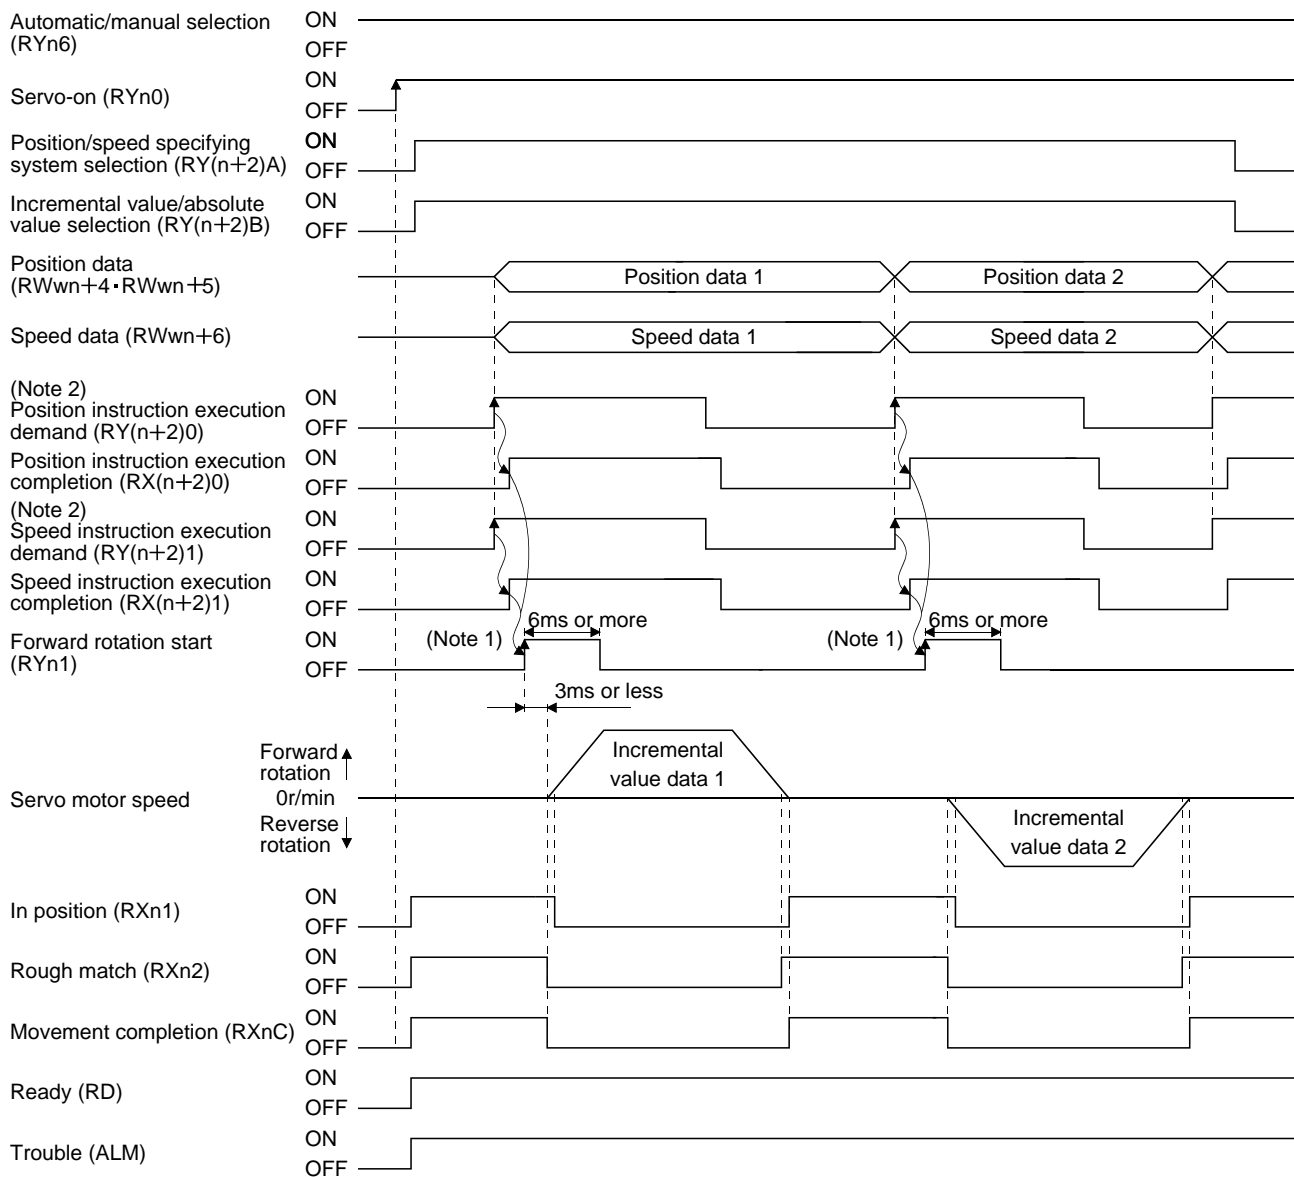 Automatic/manual selection
(RYn6)
ON
OFF
Servo-on (RYn0)
ON
OFF
Position/speed specifying
system selection (RY(n+2)A)
ON
OFF
Incremental value/absolute
value selection (RY(n+2)B)
ON
OFF
Position data
(RWwn+4·RWwn+5)
Position data 1
Position data 2
Speed data (RWwn+6)
Speed data 1
Speed data 2
(Note 2)
Position instruction execution
demand (RY(n+2)0)
ON
OFF
Position instruction execution
completion (RX(n+2)0)
ON
OFF
(Note 2)
Speed instruction execution
demand (RY(n+2)1)
ON
OFF
Speed instruction execution
completion (RX(n+2)1)
ON
OFF
Forward rotation start
(RYn1)
ON
OFF
(Note 1)
6ms or more
(Note 1)
6ms or more
3ms or less
Servo motor speed
Forward
rotation
0r/min
Reverse
rotation
Incremental
value data 1
Incremental
value data 2
In position (RXn1)
ON
OFF
Rough match (RXn2)
ON
OFF
Movement completion (RXnC)
ON
OFF
Ready (RD)
ON
OFF
Trouble (ALM)
ON
OFF